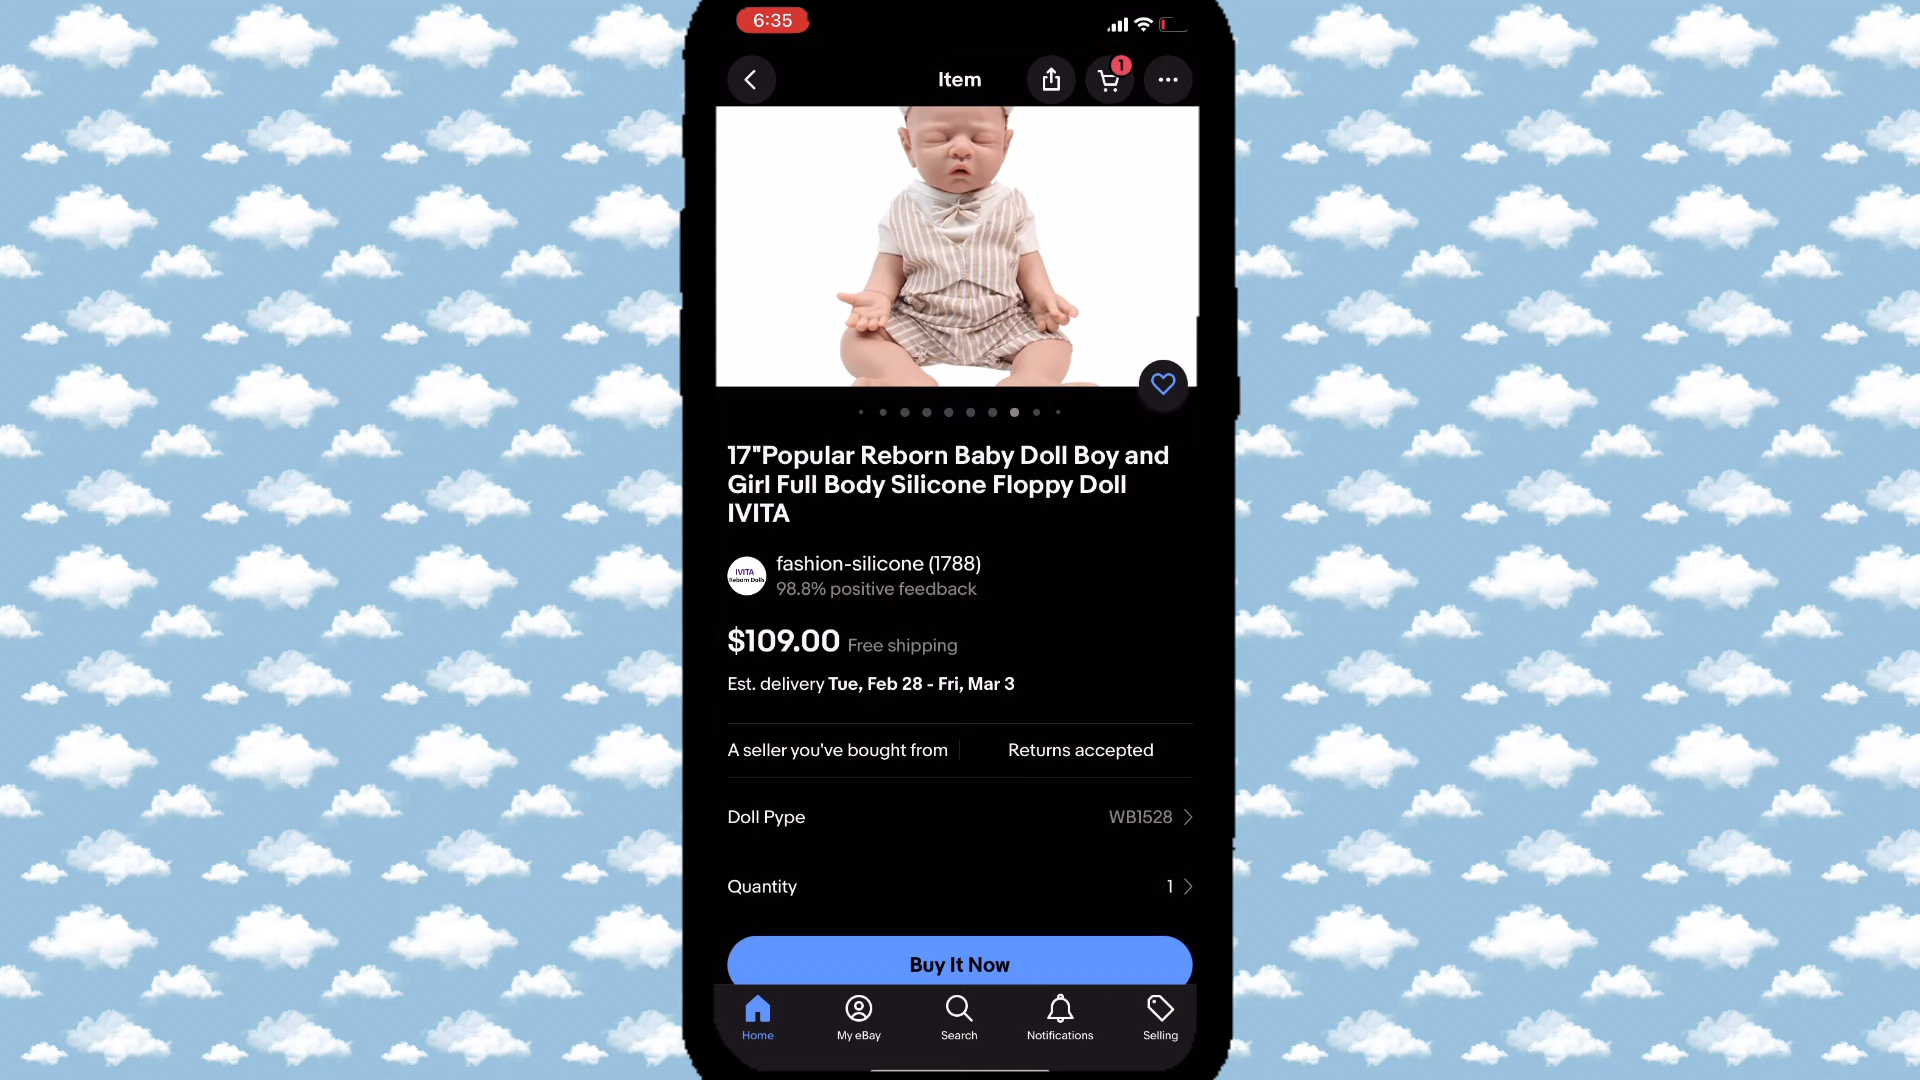 6:35
Item
1
17"Popular Reborn Baby Doll Boy and
Girl Full Body Silicone Floppy Doll
IVITA
IVITA
Reborn Dolls
fashion-silicone (1788)
98.8% positive feedback
$109.00 Free shipping
Est. delivery Tue, Feb 28 - Fri, Mar 3
A seller you've bought from
Returns accepted
Doll Pype
WB1528
Quantity
1
Buy It Now
Home
My eBay
Search
Notifications
Selling